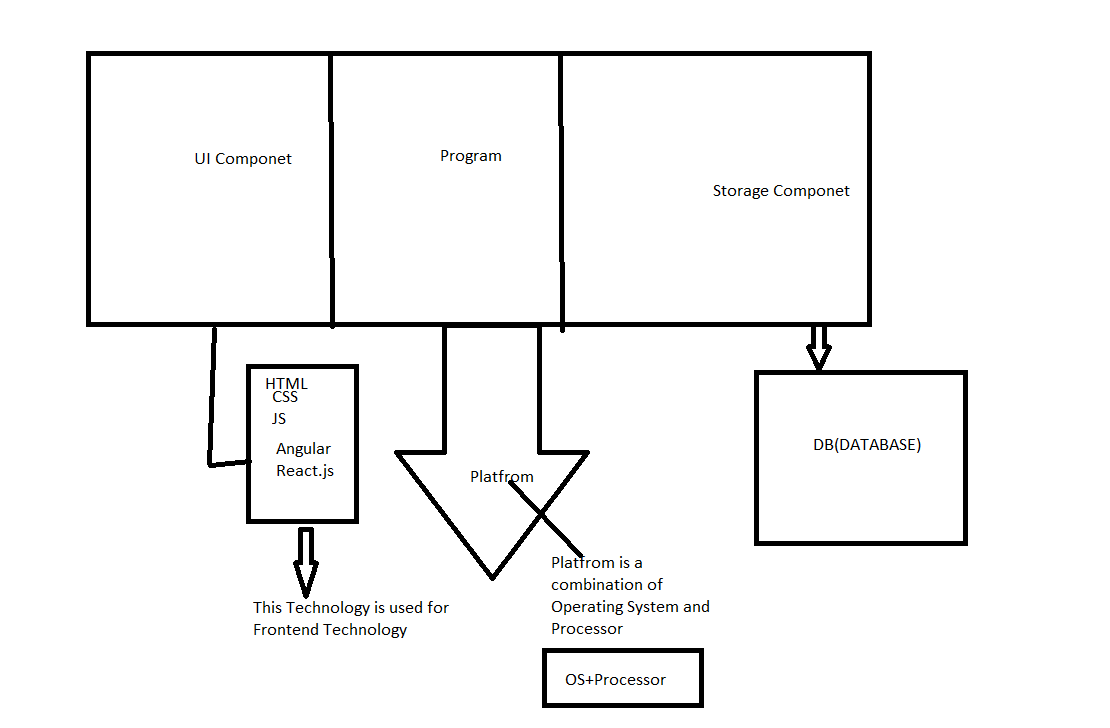 UI Componet
Program
Storage Componet
HTML
CSS
JS
Angular
React.js
This Technology is used for
Frontend Technology
Platfrom
Platfrom is a
combination of
Operating System and
Processor
OS+Processor
DB(DATABASE)